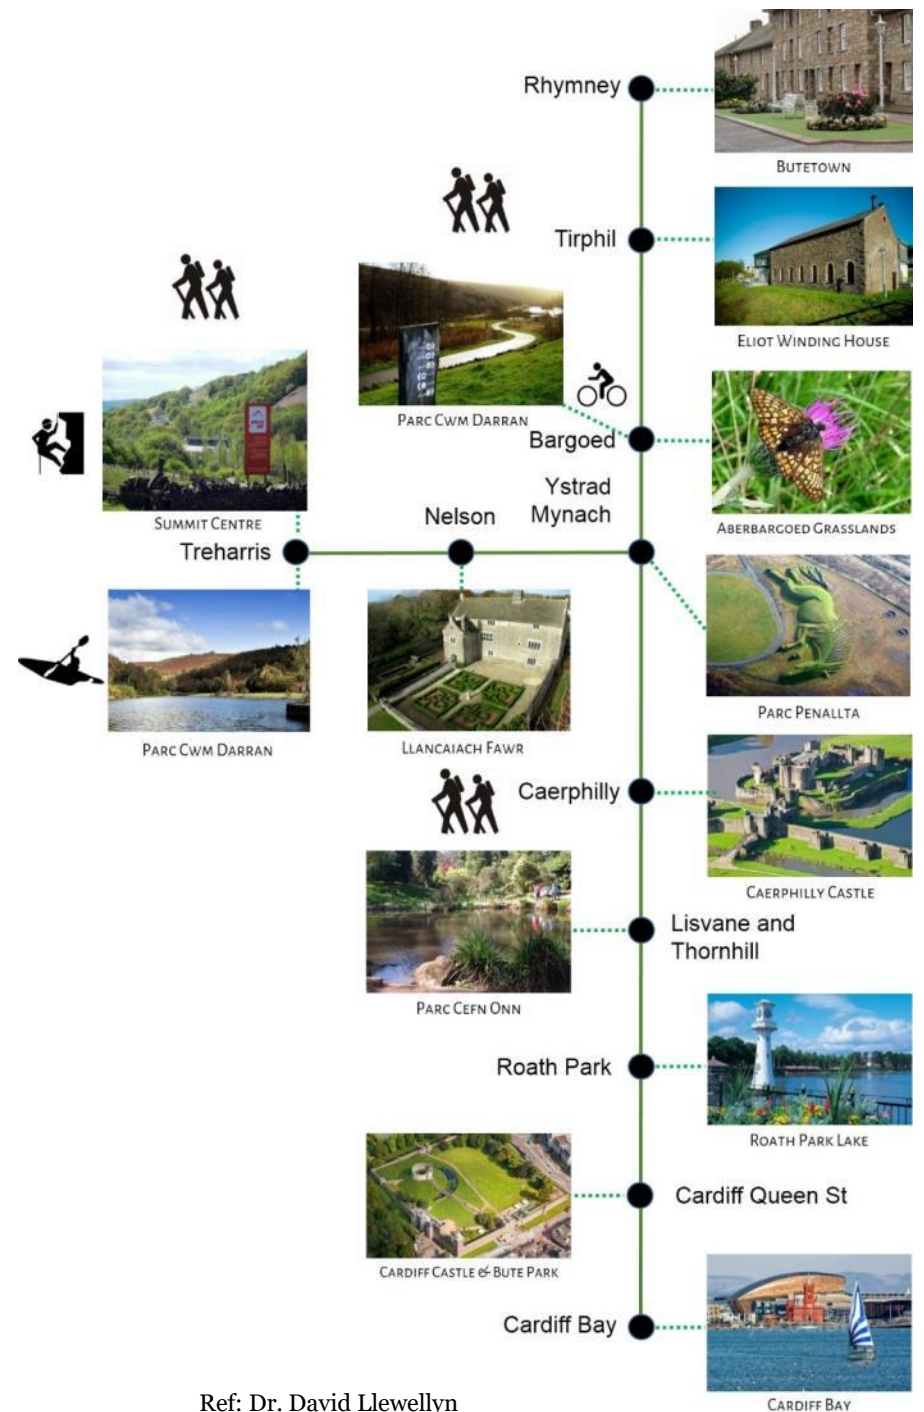 Rhymney
BUTETOWN
Tirphil
ELIOT WINDING HOUSE
PARC CWM DARRAN
Bargoed
ABERBARGOED GRASSLANDS
SUMMIT CENTRE
Nelson
Ystrad
Mynach
Treharris
PARC PENALLTA
PARC CWM DARRAN
LLANCAIACH FAWR
Caerphilly
CAERPHILLY CASTLE
Lisvane and
Thornhill
PARC CEFN ONN
Roath Park
ROATH PARK LAKE
Cardiff Queen St
CARDIFF CASTLE & BUTE PARK
Cardiff Bay
Ref: Dr. David Llewellyn
CARDIFF BAY